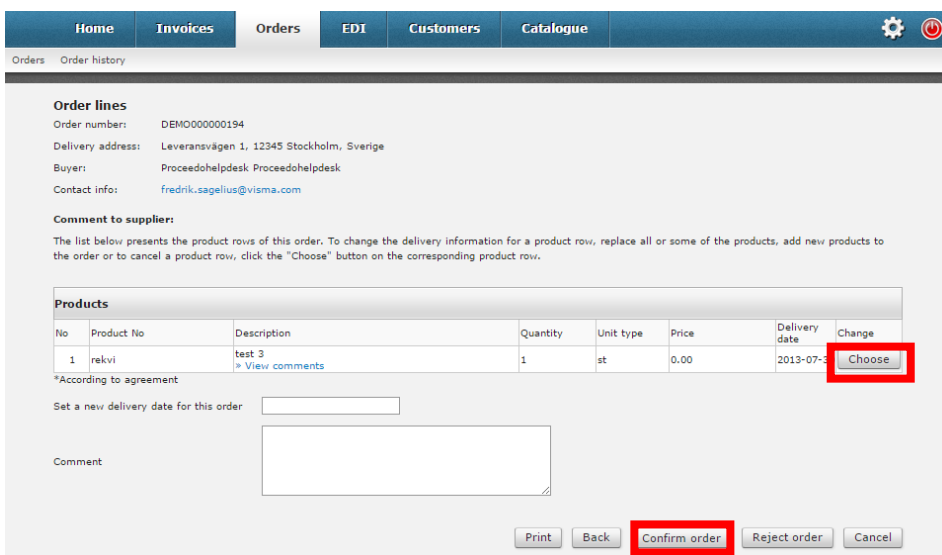 Home Invoices Orders EDI Customers Catalogue
Orders Order history
Order lines
Order number: DEMO000000194
Delivery address: Leveransvägen 1, 12345 Stockholm, Sverige
Buyer: Proceedohelpdesk Proceedohelpdesk
Contact info: fredrik.sagelius@visma.com
Comment to supplier:
The list below presents the product rows of this order. To change the delivery information for a product row, replace all or some of the products, add new products to
the order or to cancel a product row, click the "Choose" button on the corresponding product row.
Products
No Product No Description Quantity Unit type Price Delivery date Change
1 rekvi test 3 1 st 0.00 2013-07-3 Choose
» View comments
*According to agreement
Set a new delivery date for this order
Comment
Print Back Confirm order Reject order Cancel